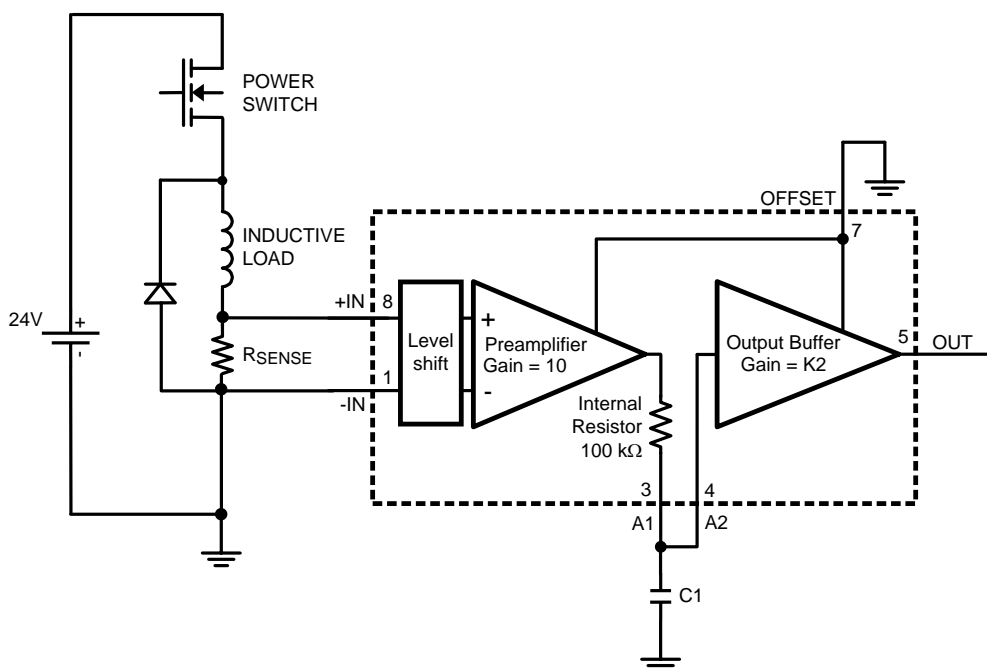 POWER
SWITCH
OFFSET
7
INDUCTIVE
LOAD
+IN
8
24V
+
-
Level
shift
+
-
Preamplifier
Gain = 10
Output Buffer
Gain = K2
5
OUT
RSENSE
1
-IN
Internal
Resistor
100 kΩ
3
4
A1
A2
C1